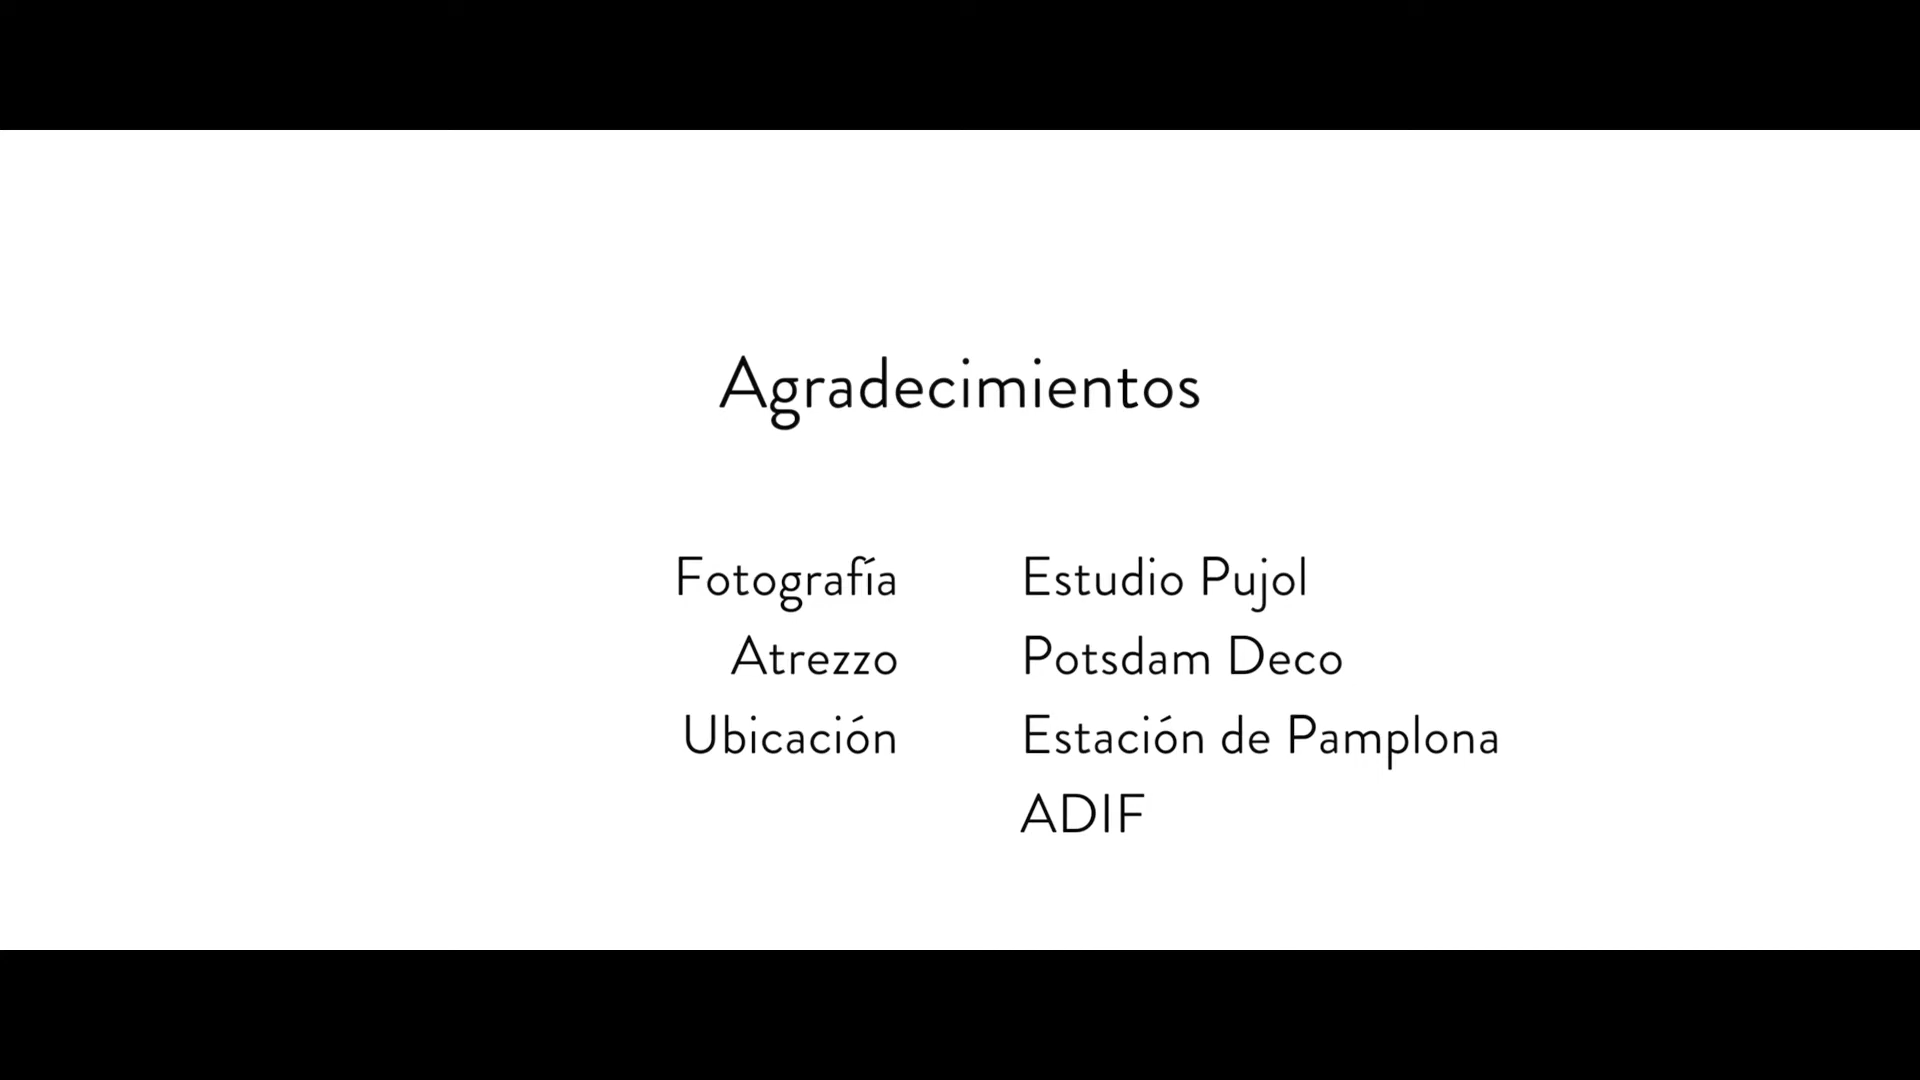 Agradecimientos
Fotografía Estudio Pujol
Atrezzo Potsdam Deco
Ubicación Estación de Pamplona
ADIF